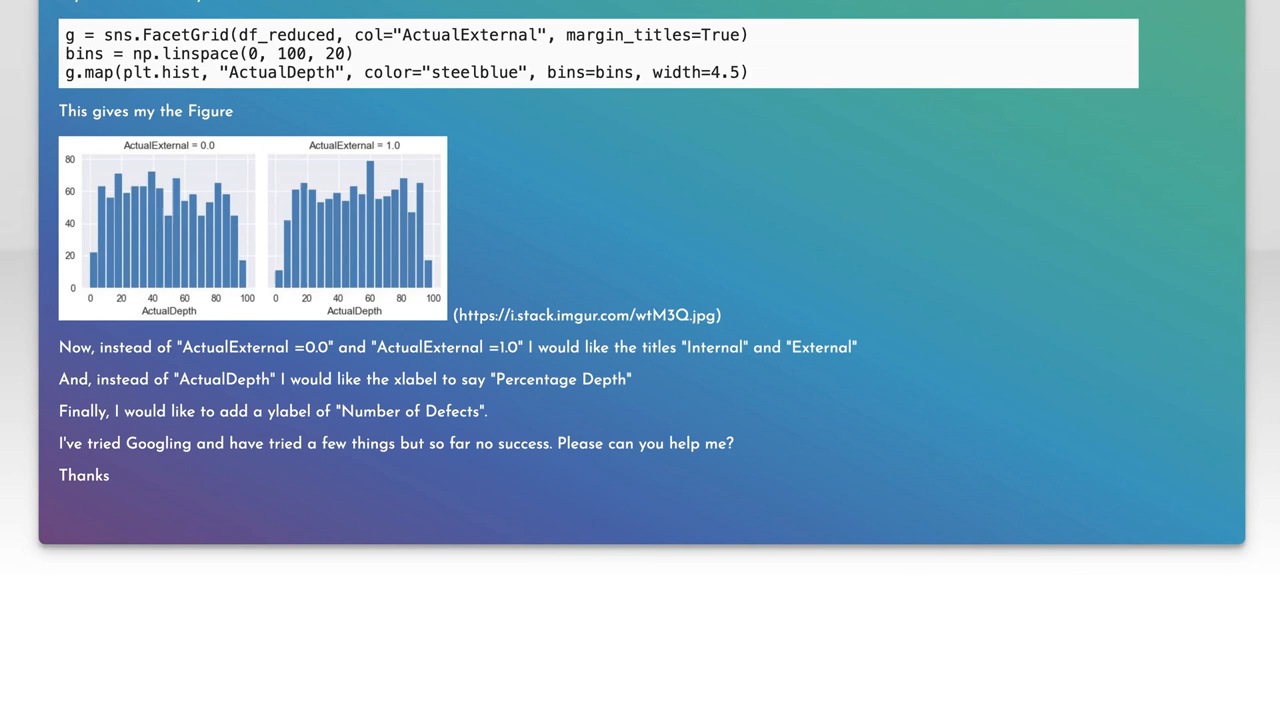 g = sns.FacetGrid(df_reduced, col="ActualExternal", margin_titles=True)
bins = np.linspace(0, 100, 20)
g.map(plt.hist, "ActualDepth", color="steelblue", bins=bins, width=4.5)
This gives my the Figure
ActualExternal = 0.0 ActualExternal = 1.0
80
60
40
20
0
0 20 40 60 80 100 0 20 40 60 80 100
ActualDepth ActualDepth
(https://i.stack.imgur.com/wtM3Q.jpg)
Now, instead of "ActualExternal =0.0" and "ActualExternal =1.0" I would like the titles "Internal" and "External"
And, instead of "ActualDepth" I would like the xlabel to say "Percentage Depth"
Finally, I would like to add a ylabel of "Number of Defects".
I've tried Googling and have tried a few things but so far no success. Please can you help me?
Thanks